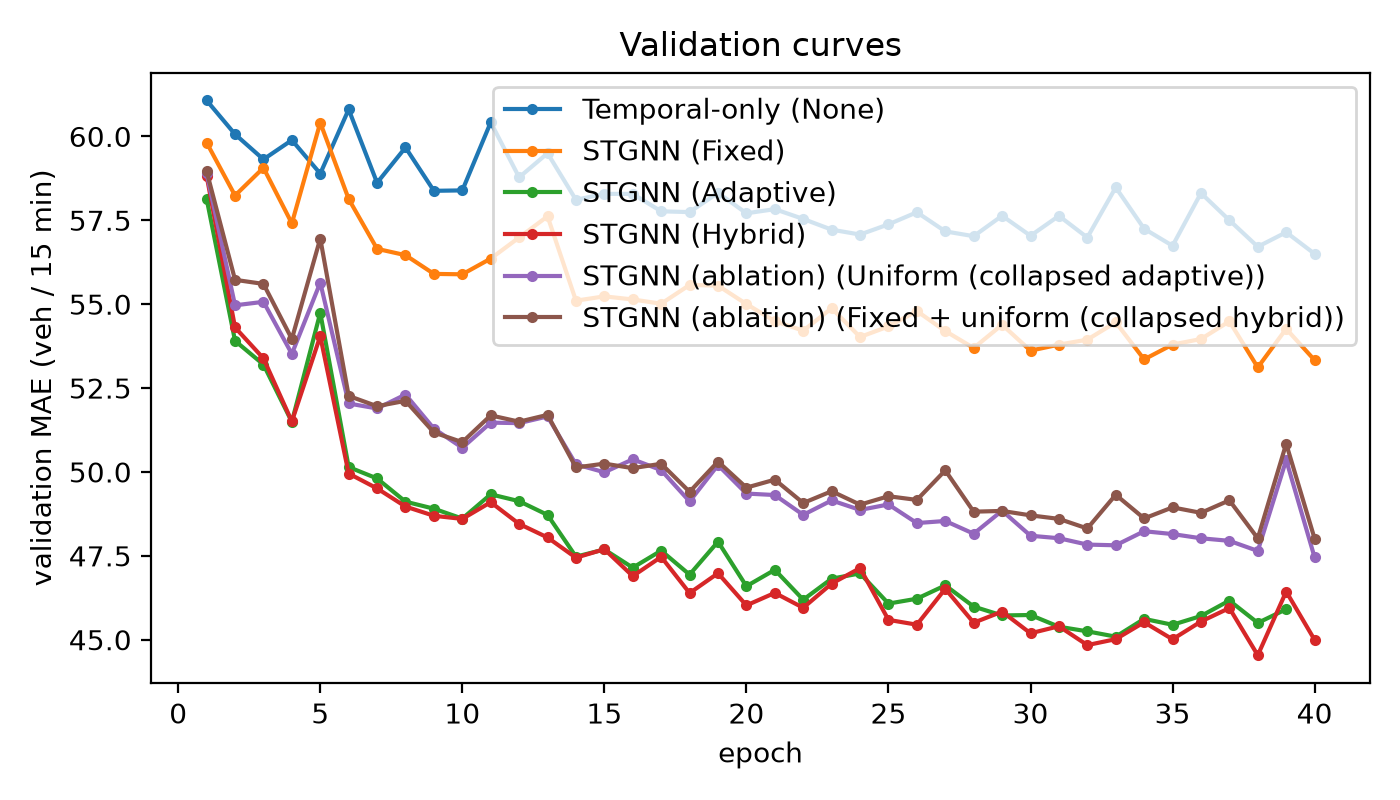 Validation curves
validation MAE (veh / 15 min)
60.0
57.5
55.0
52.5
50.0
47.5
45.0
Temporal-only (None)
STGNN (Fixed)
STGNN (Adaptive)
STGNN (Hybrid)
STGNN (ablation) (Uniform (collapsed adaptive))
STGNN (ablation) (Fixed + uniform (collapsed hybrid))
0 5 10 15 20 25 30 35 40
epoch